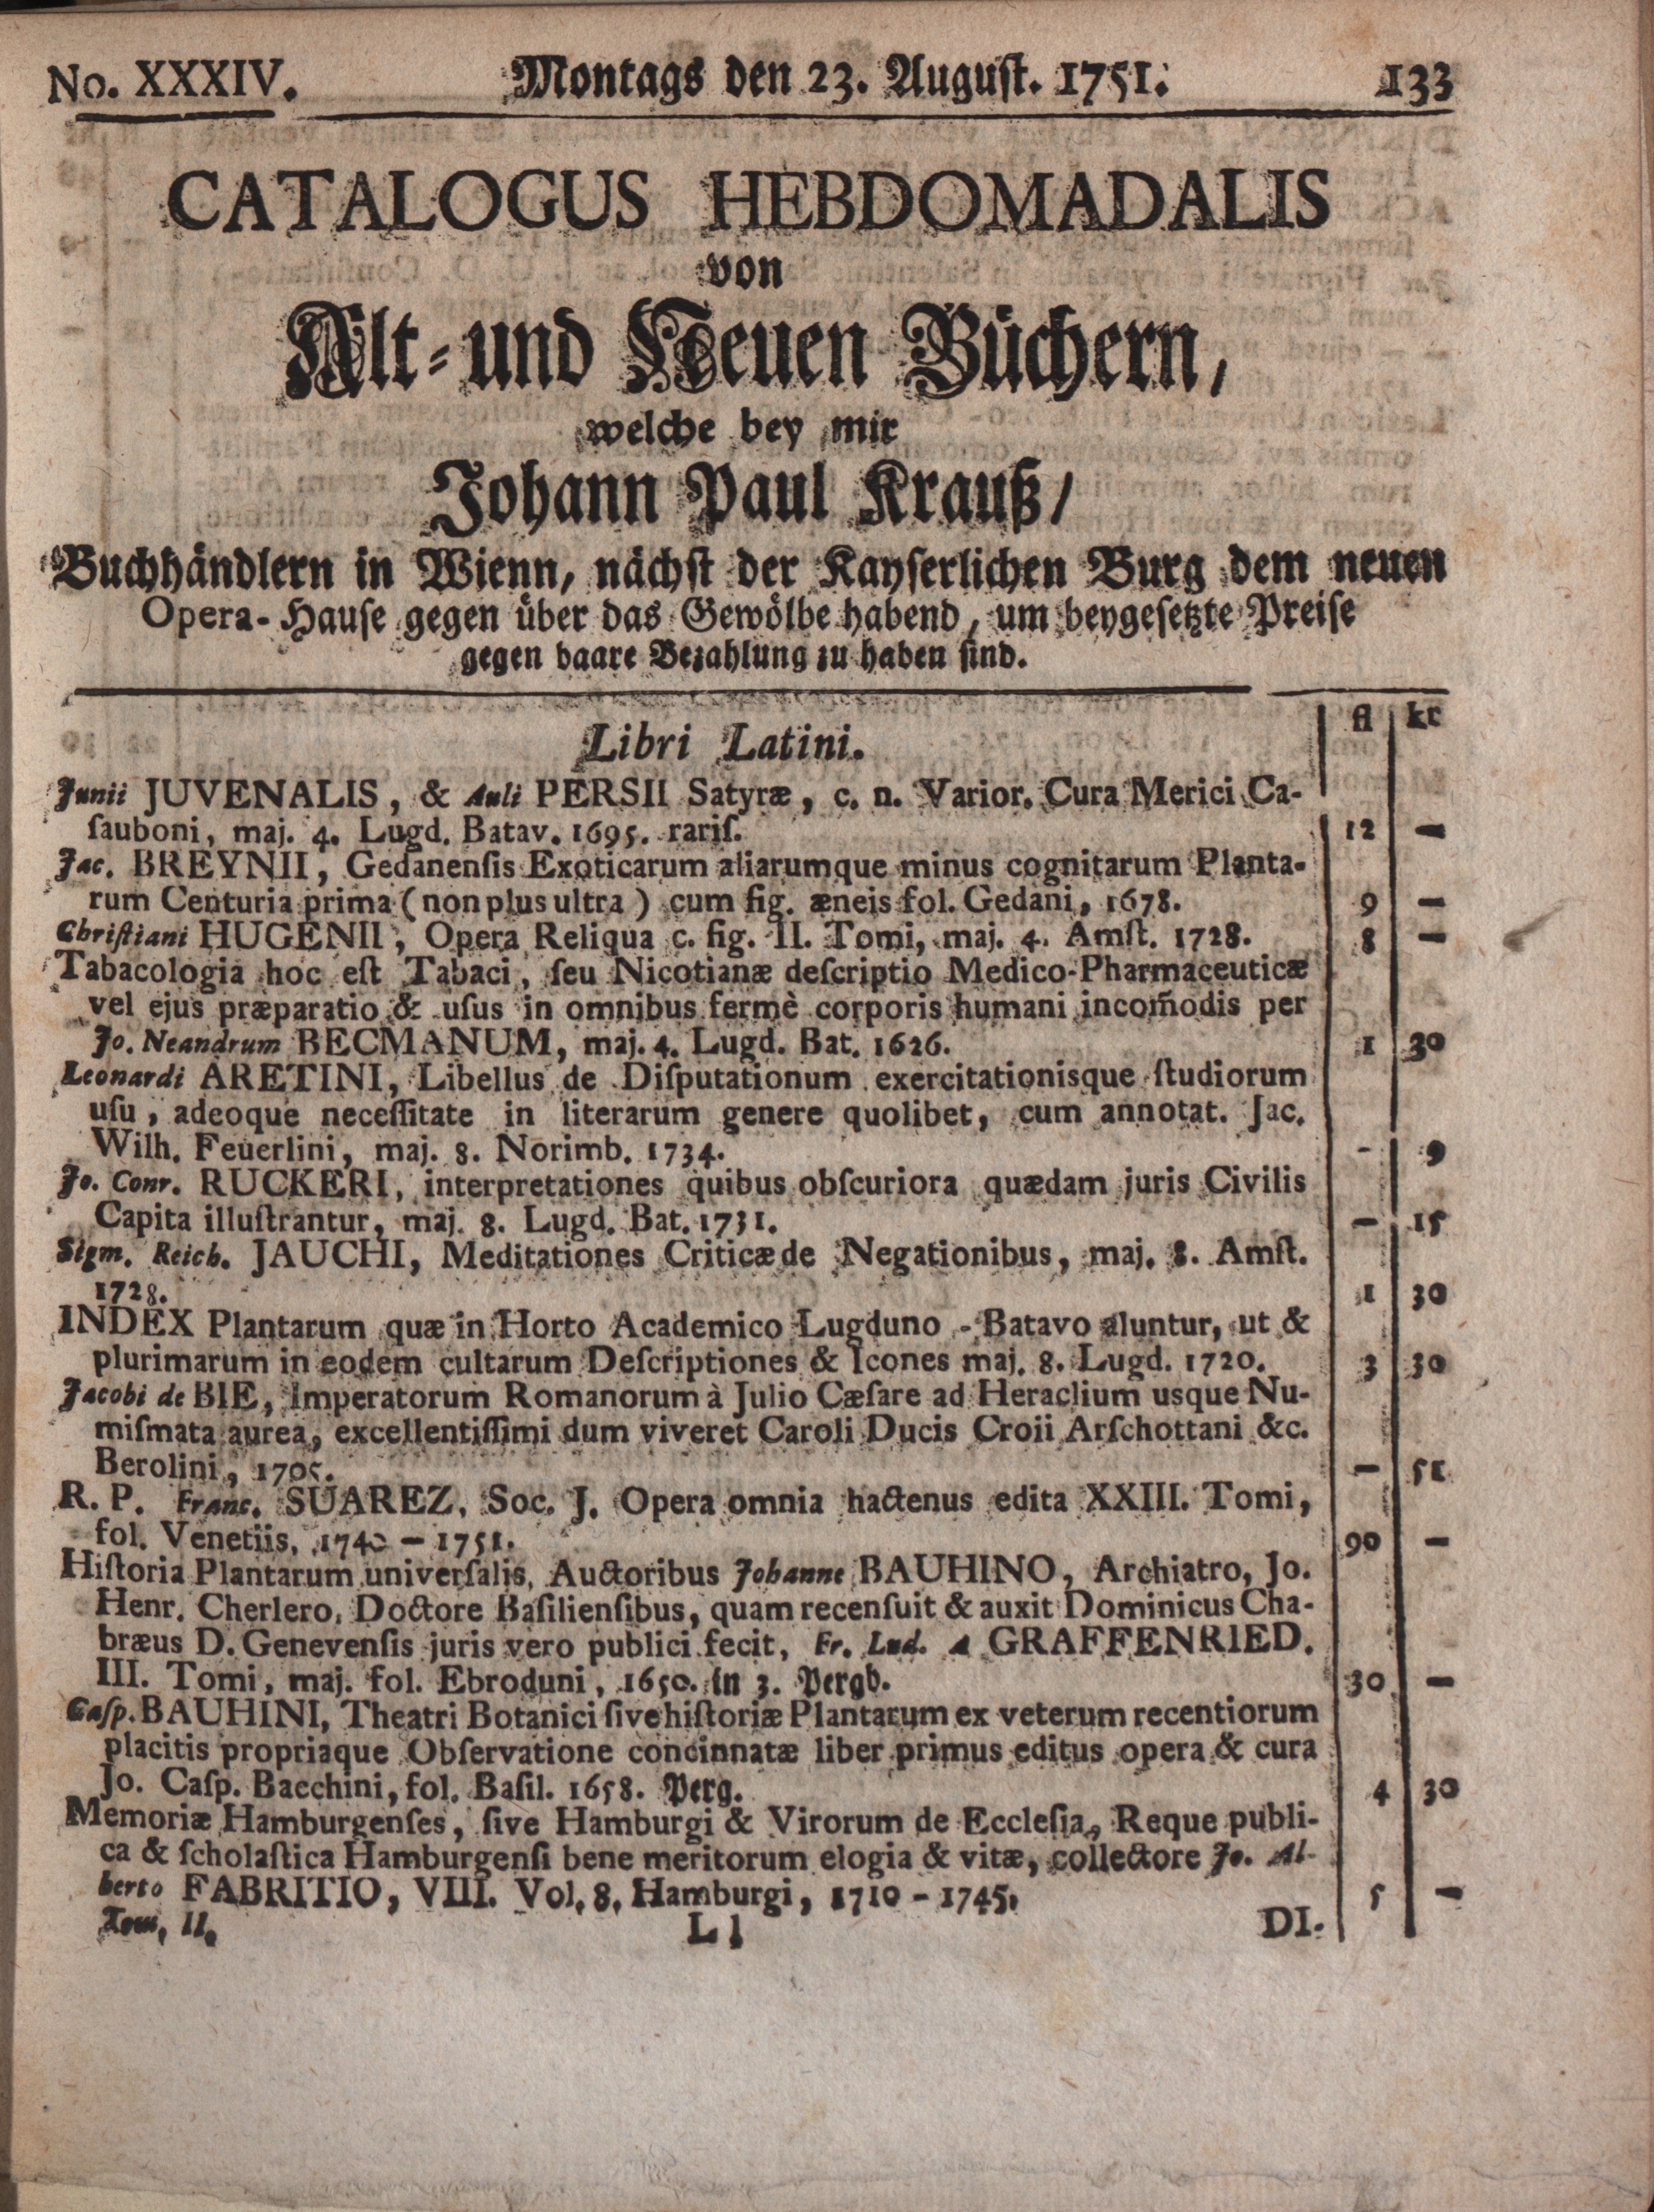 No. XXXIV. Montags den 23. Auguſt. 1751. 133
CATALOGUS HEBDOMADALIS
von
Alt- und Neuen Büchern,
welche bey mir
Johann Paul Krauß,
Buchhändlern in Wienn, nächſt der Kayſerlichen Burg dem neuen
Opera-Hauſe gegen über das Gewölbe habend, um beygeſetzte Preiſe
gegen baare Bezahlung zu haben ſind.
fl kr
Libri Latini.
Junii JUVENALIS, & Auli PERSII Satyræ, c. n. Varior. Cura Merici Ca-
ſauboni, maj. 4. Lugd. Batav. 1695. rariſ. 12 —
Jac. BREYNII, Gedanenſis Exoticarum aliarumque minus cognitarum Planta-
rum Centuria prima (non plus ultra) cum fig. æneis fol. Gedani, 1678. 9 —
Chriſtiani HUGENII, Opera Reliqua c. fig. II. Tomi, maj. 4. Amſt. 1728. 8 —
Tabacologia hoc eſt Tabaci, ſeu Nicotianæ deſcriptio Medico-Pharmaceuticæ
vel ejus præparatio & uſus in omnibus fermè corporis humani incom̃odis per
Jo. Neandrum BECMANUM, maj. 4. Lugd. Bat. 1626. 1 30
Leonardi ARETINI, Libellus de Diſputationum exercitationisque ſtudiorum
uſu, adeoque neceſſitate in literarum genere quolibet, cum annotat. Jac.
Wilh. Feuerlini, maj. 8. Norimb. 1734. - 9
Jo. Conr. RUCKERI, interpretationes quibus obſcuriora quædam juris Civilis
Capita illuſtrantur, maj. 8. Lugd. Bat. 1731. — 15
Sigm. Reich. JAUCHI, Meditationes Criticæ de Negationibus, maj. 8. Amſt.
1728. 1 30
INDEX Plantarum quæ in Horto Academico Lugduno - Batavo aluntur, ut &
plurimarum in eodem cultarum Deſcriptiones & Icones maj. 8. Lugd. 1720. 3 30
Jacobi de BIE, Imperatorum Romanorum à Julio Cæſare ad Heraclium usque Nu-
miſmata aurea, excellentiſſimi dum viveret Caroli Ducis Croii Arſchottani &c.
Berolini, 1705. — 51
R. P. Franc. SUAREZ, Soc. J. Opera omnia hactenus edita XXIII. Tomi,
fol. Venetiis, 1740 — 1751. 90 —
Hiſtoria Plantarum univerſalis, Auctoribus Johanne BAUHINO, Archiatro, Jo.
Henr. Cherlero, Doctore Baſilienſibus, quam recenſuit & auxit Dominicus Cha-
bræus D. Genevenſis juris vero publici fecit, Fr. Lud. A GRAFFENRIED.
III. Tomi, maj. fol. Ebroduni, 1650. in 3. Pergb. 30 —
Caſp. BAUHINI, Theatri Botanici ſive hiſtoriæ Plantarum ex veterum recentiorum
placitis propriaque Obſervatione concinnatæ liber primus editus opera & cura
Jo. Caſp. Bacchini, fol. Baſil. 1658. Perg. 4 30
Memoriæ Hamburgenſes, ſive Hamburgi & Virorum de Eccleſia, Reque publi-
ca & ſcholaſtica Hamburgenſi bene meritorum elogia & vitæ, collectore Jo. Al-
berto FABRITIO, VIII. Vol. 8. Hamburgi, 1710 - 1745. 5 —
Tom. II. L l DI.